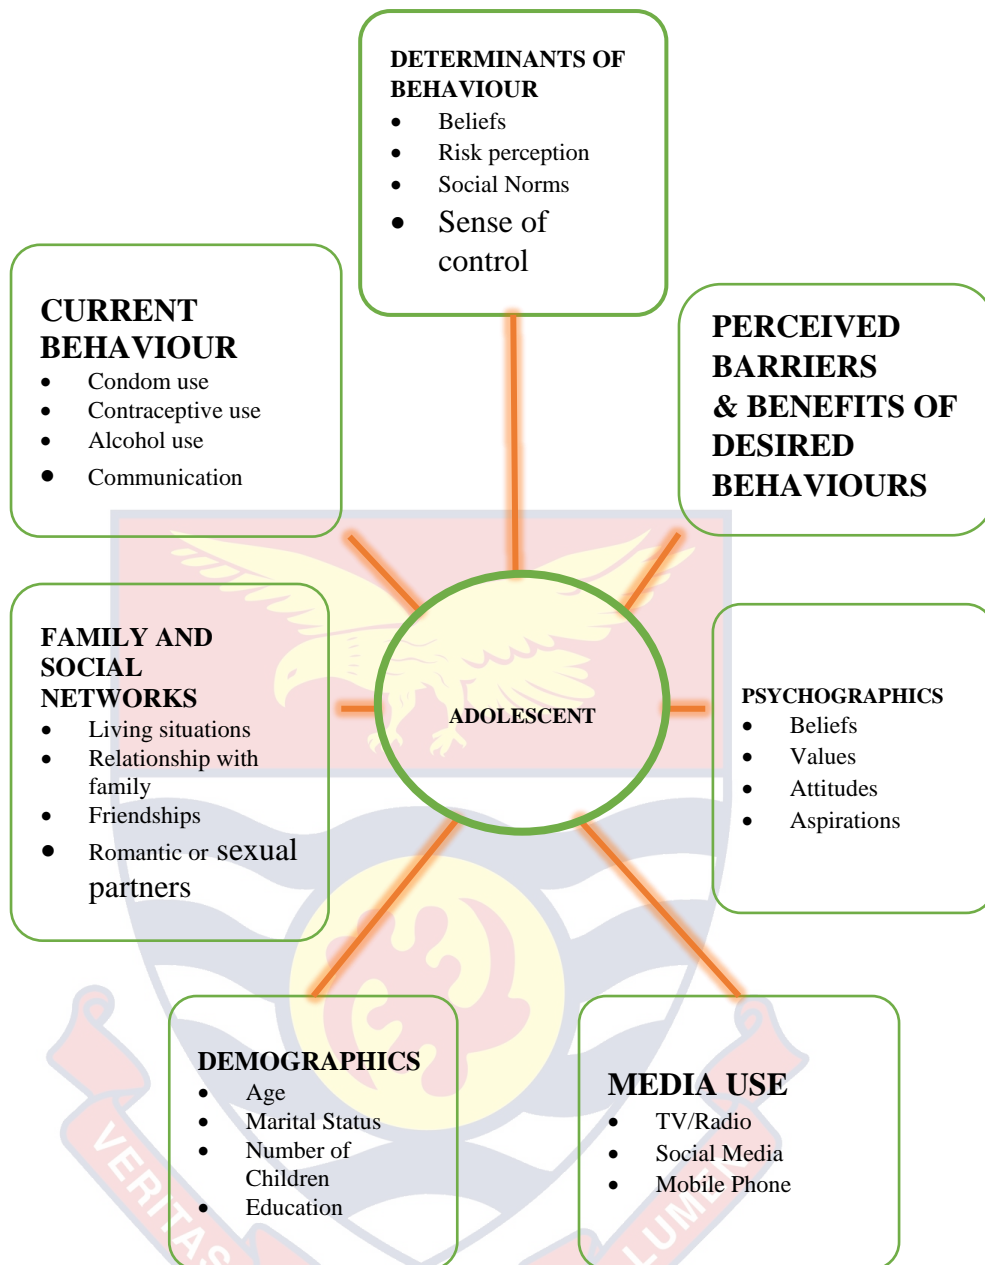 DETERMINANTS OF
BEHAVIOUR
• Beliefs
• Risk perception
• Social Norms
• Sense of
control
CURRENT
BEHAVIOUR
• Condom use
• Contraceptive use
• Alcohol use
• Communication
PERCEIVED
BARRIERS
& BENEFITS OF
DESIRED
BEHAVIOURS
FAMILY AND
SOCIAL
NETWORKS
• Living situations
• Relationship with
family
• Friendships
• Romantic or sexual
partners
ADOLESCENT
PSYCHOGRAPHICS
• Beliefs
• Values
• Attitudes
• Aspirations
DEMOGRAPHICS
• Age
• Marital Status
• Number of
Children
• Education
MEDIA USE
• TV/Radio
• Social Media
• Mobile Phone
VERITAS
LUMEN